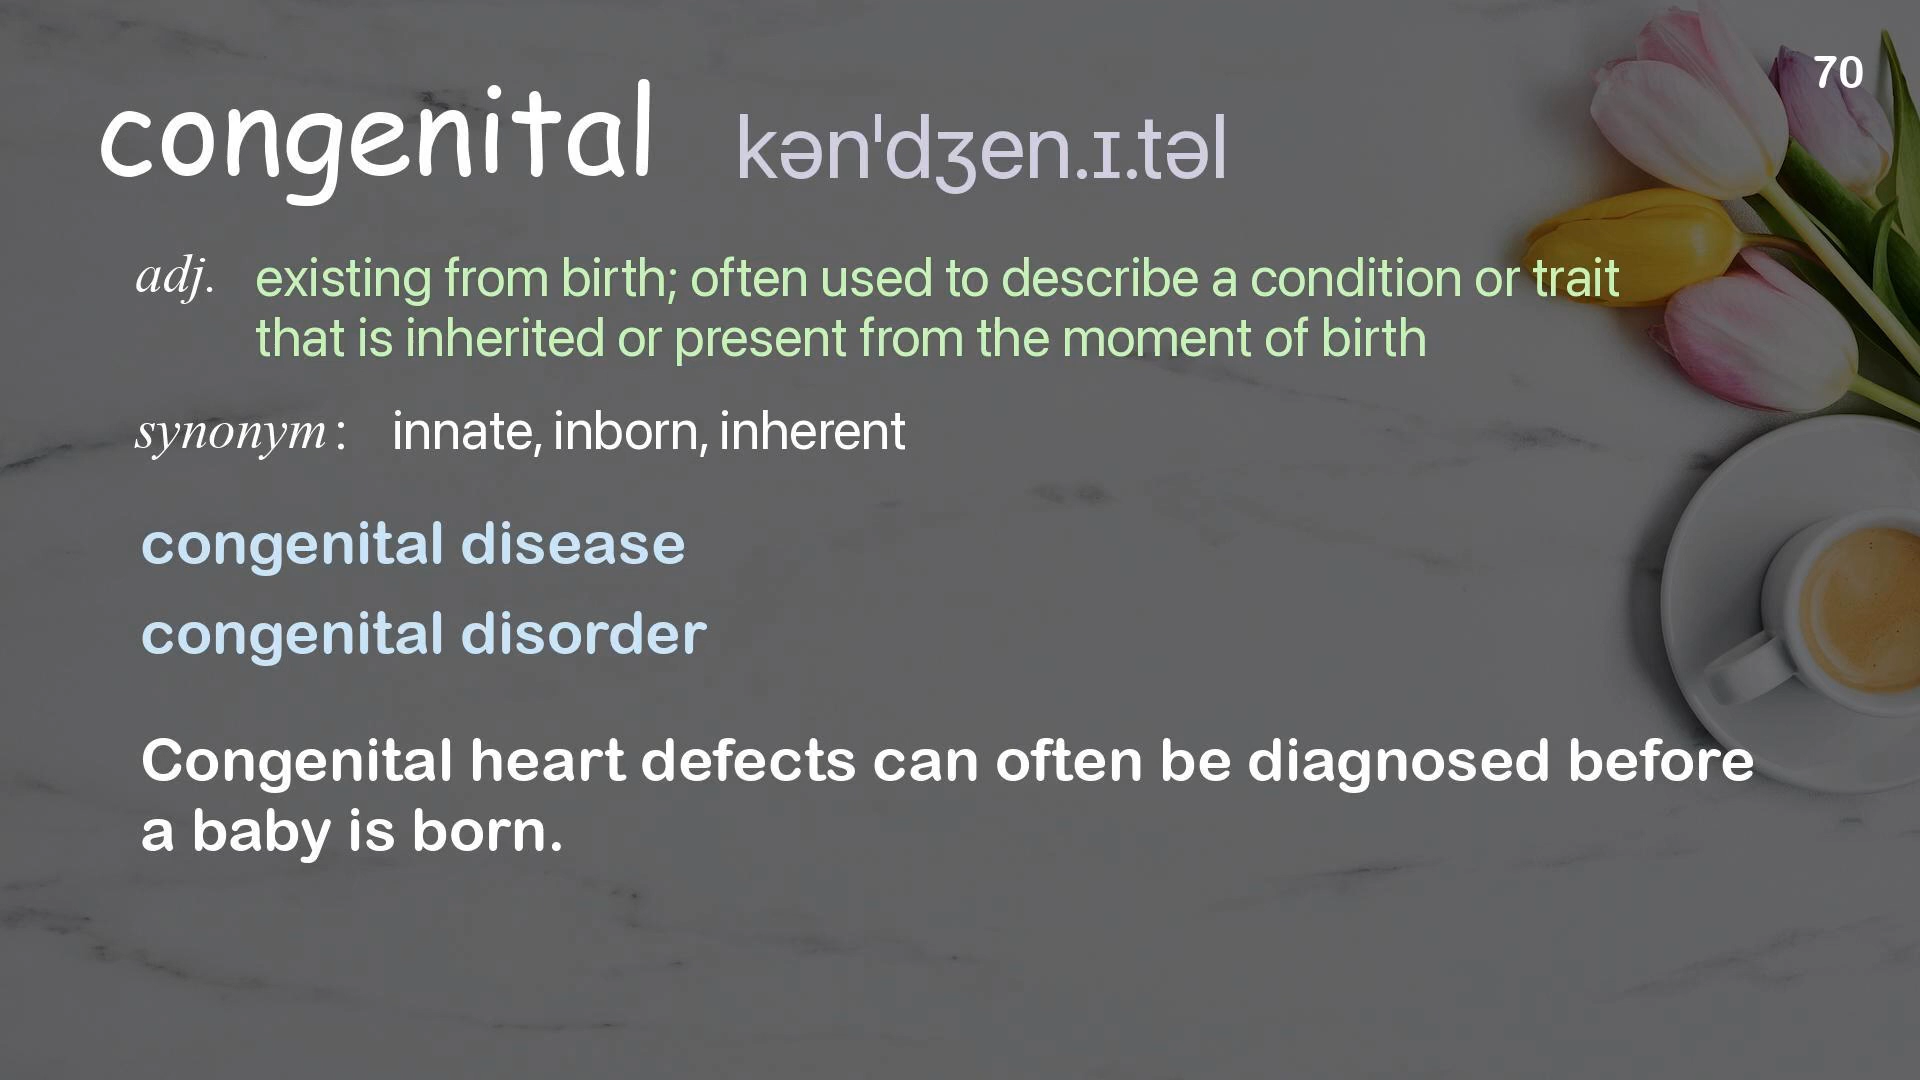 70
congenital kən'dʒen.ɪ.təl
adj. existing from birth; often used to describe a condition or trait
that is inherited or present from the moment of birth
synonym: innate, inborn, inherent
congenital disease
congenital disorder
Congenital heart defects can often be diagnosed before
a baby is born.